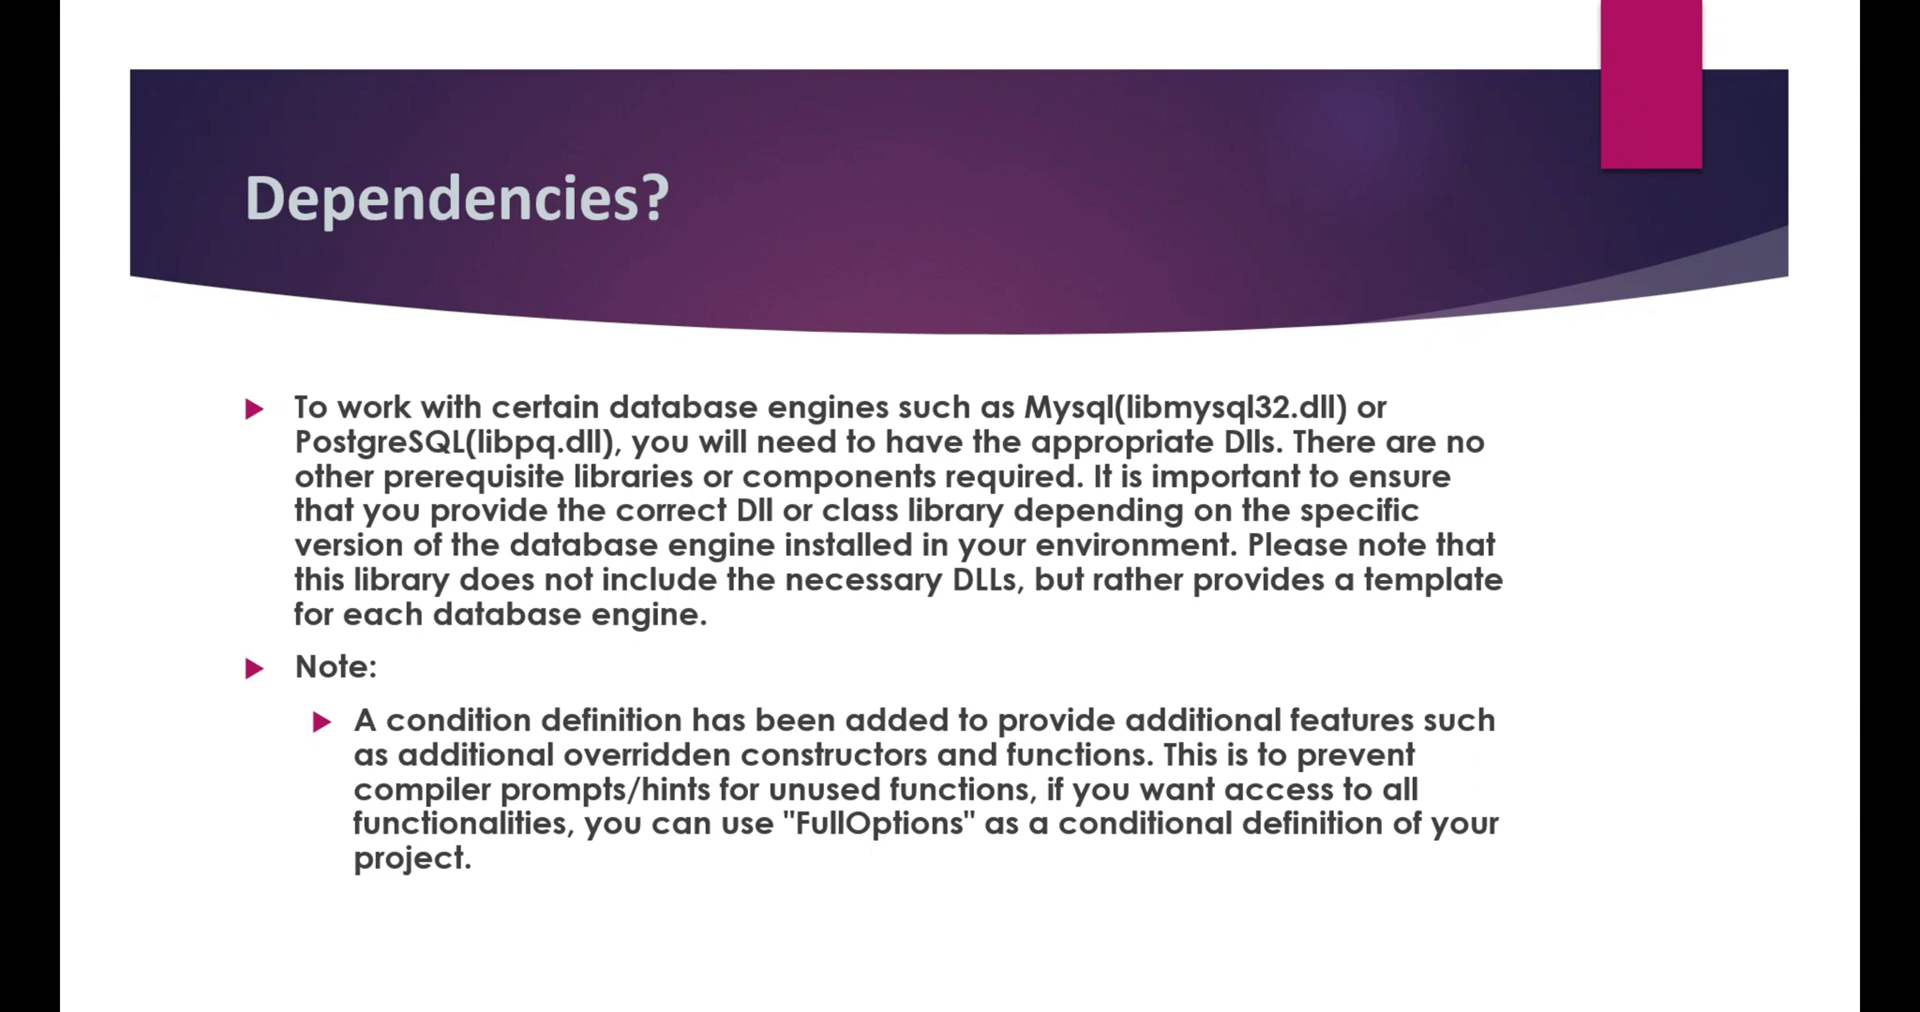 Dependencies?
To work with certain database engines such as Mysql(libmysql32.dll) or
PostgreSQL(libpq.dll), you will need to have the appropriate Dlls. There are no
other prerequisite libraries or components required. It is important to ensure
that you provide the correct Dll or class library depending on the specific
version of the database engine installed in your environment. Please note that
this library does not include the necessary DLLs, but rather provides a template
for each database engine.
Note:
A condition definition has been added to provide additional features such
as additional overridden constructors and functions. This is to prevent
compiler prompts/hints for unused functions, if you want access to all
functionalities, you can use "FullOptions" as a conditional definition of your
project.